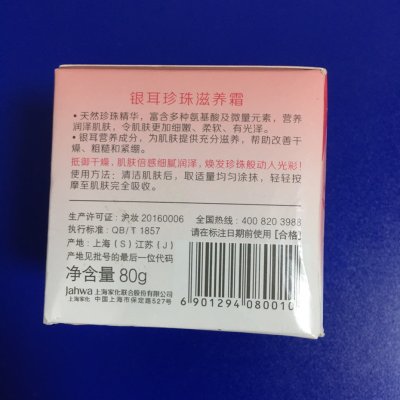 银耳珍珠滋养霜
• 天然珍珠精华，富含多种氨基酸及微量元素，营养
润泽肌肤，令肌肤更加细嫩、柔软、有光泽。
• 银耳营养成分，为肌肤提供充分滋养，帮助改善干
燥、粗糙和紧绷。
抵御干燥，肌肤倍感细腻润泽，焕发珍珠般动人光彩！
使用方法：清洁肌肤后，取适量均匀涂抹，轻轻按
摩至肌肤完全吸收。
生产许可证：沪妆20160006 全国热线：400 820 3983
执行标准：QB/T 1857 请在标注日期前使用 [合格]
产地：上海（S）江苏（J）
产地见批号的最后一位代码
净含量 80g
Jahwa 上海家化联合股份有限公司
上海家化 中国上海市保定路527号
6 901294 080010